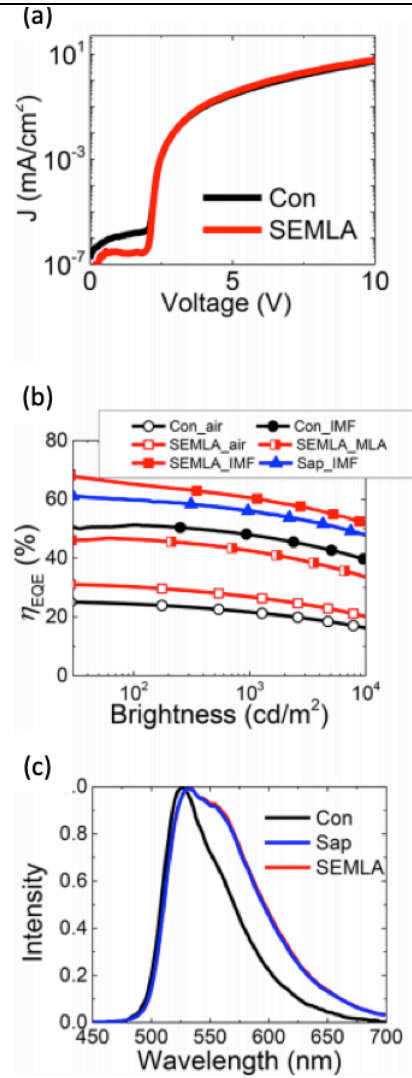 (a)
J (mA/cm²)
10¹
10⁻³
10⁻⁷
Con
SEMLA
0 5 10
Voltage (V)
(b)
Con_air Con_IMF
SEMLA_air SEMLA_MLA
SEMLA_IMF Sap_IMF
η_EQE (%)
80
60
40
20
0
10² 10³ 10⁴
Brightness (cd/m²)
(c)
Intensity
.0
0.8
0.6
0.4
0.2
0.0
Con
Sap
SEMLA
450 500 550 600 650 700
Wavelength (nm)